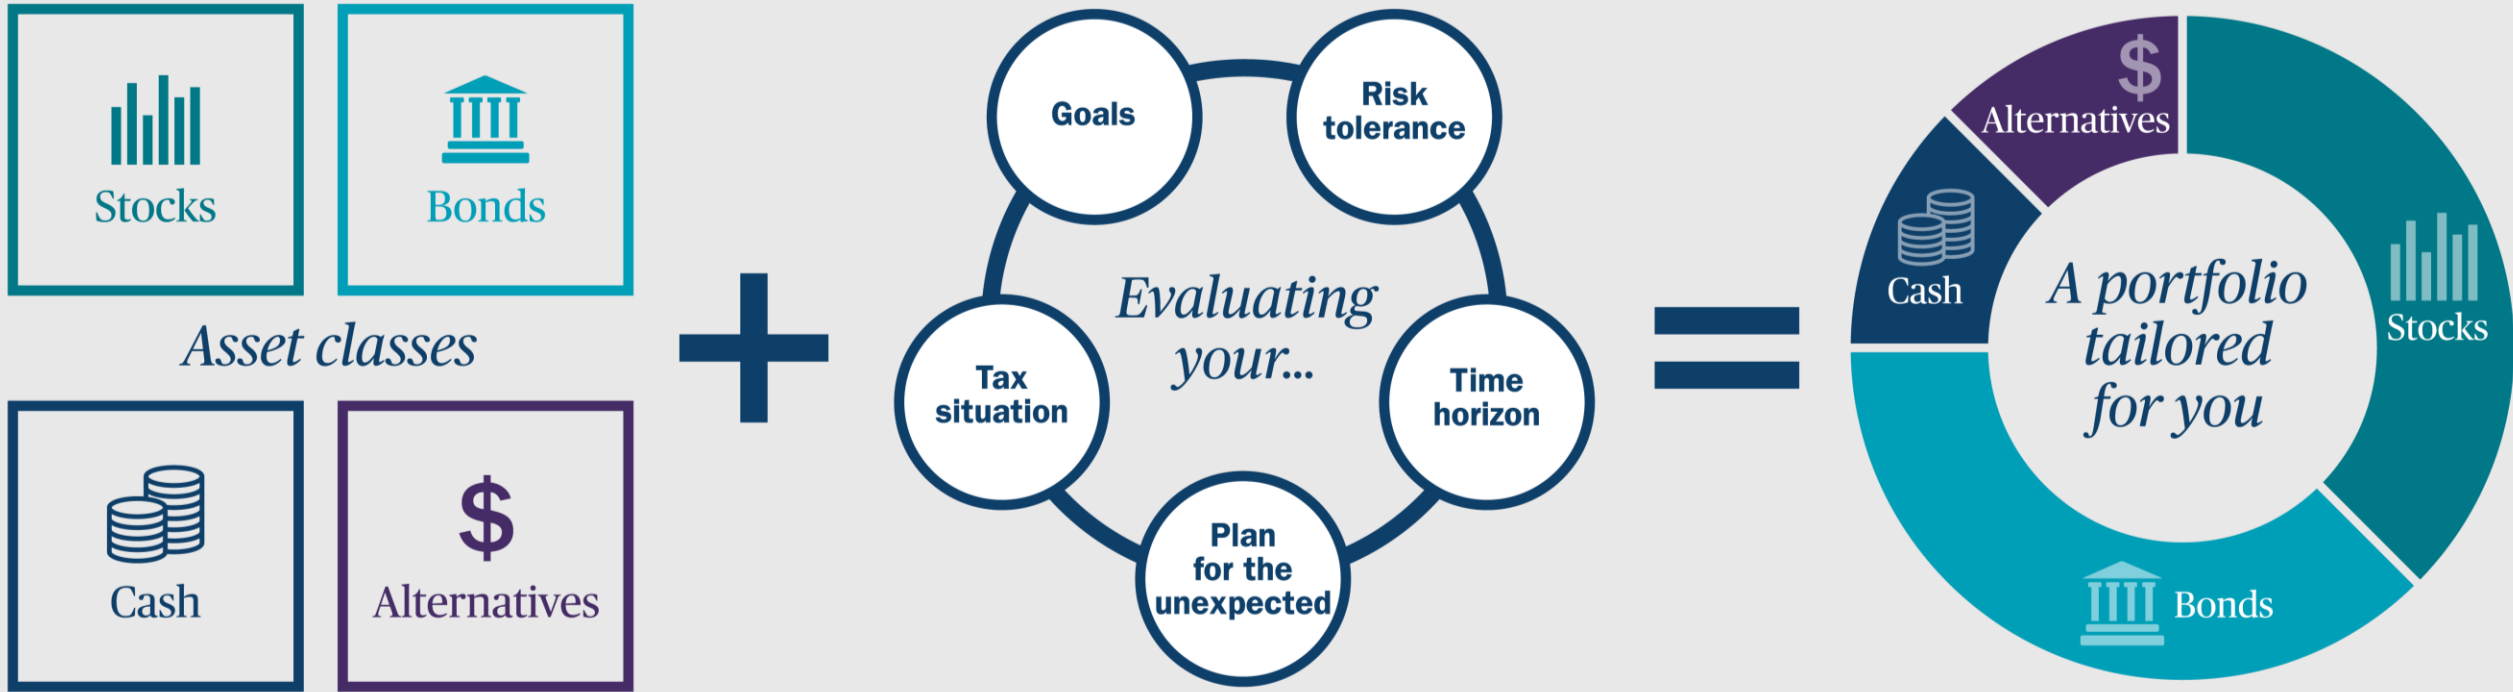 Stocks
Bonds
Asset classes
Cash
Alternatives
Goals
Risk
tolerance
Evaluating
your...
Tax
situation
Time
horizon
Plan
for the
unexpected
$
Alternatives
Cash
Stocks
Bonds
A portfolio
tailored
for you